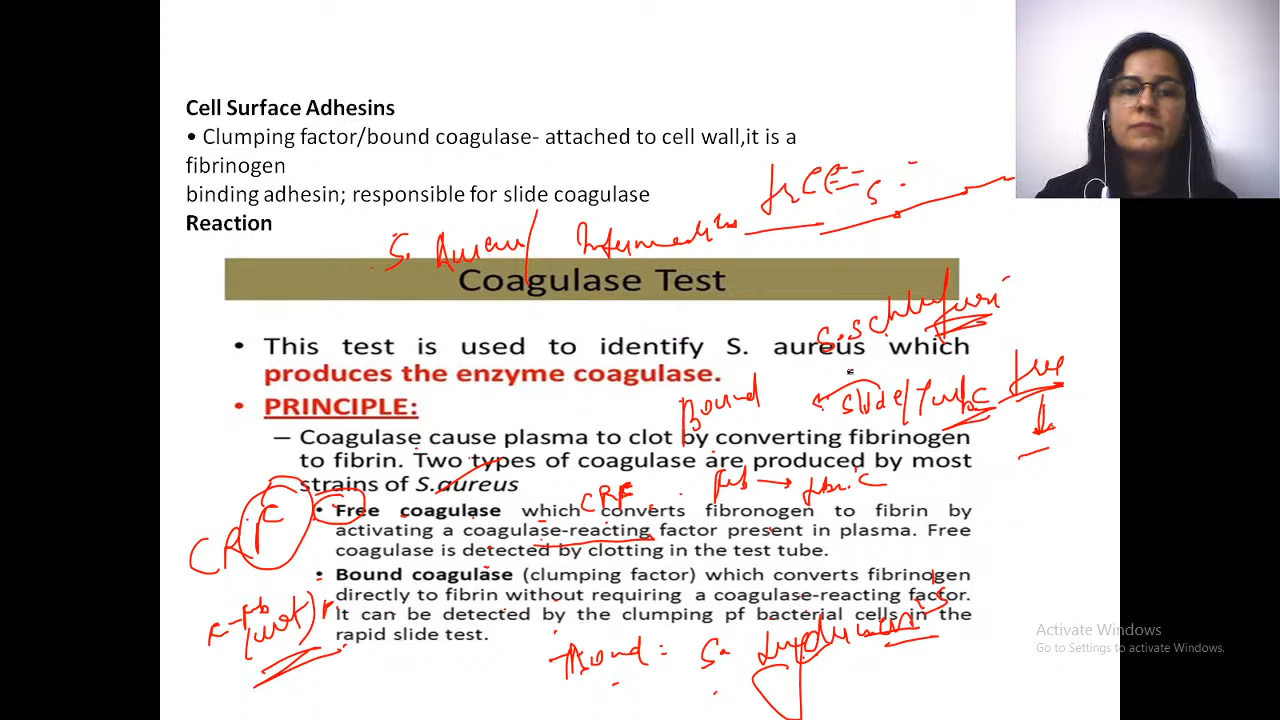 Cell Surface Adhesins
• Clumping factor/bound coagulase- attached to cell wall,it is a
fibrinogen
binding adhesin; responsible for slide coagulase
Reaction
free:
S. Aureus/ Intermedius
Coagulase Test
• This test is used to identify S. aureus which
produces the enzyme coagulase.
• PRINCIPLE:
Bound
slide/Tube
free
– Coagulase cause plasma to clot by converting fibrinogen
to fibrin. Two types of coagulase are produced by most
strains of S.aureus
CRF
• Free coagulase which converts fibronogen to fibrin by
activating a coagulase-reacting factor present in plasma. Free
coagulase is detected by clotting in the test tube.
CRF
• Bound coagulase (clumping factor) which converts fibrinogen
directly to fibrin without requiring a coagulase-reacting factor.
It can be detected by the clumping pf bacterial cells in the
rapid slide test.
Bound: S.
Activate Windows
Go to Settings to activate Windows.